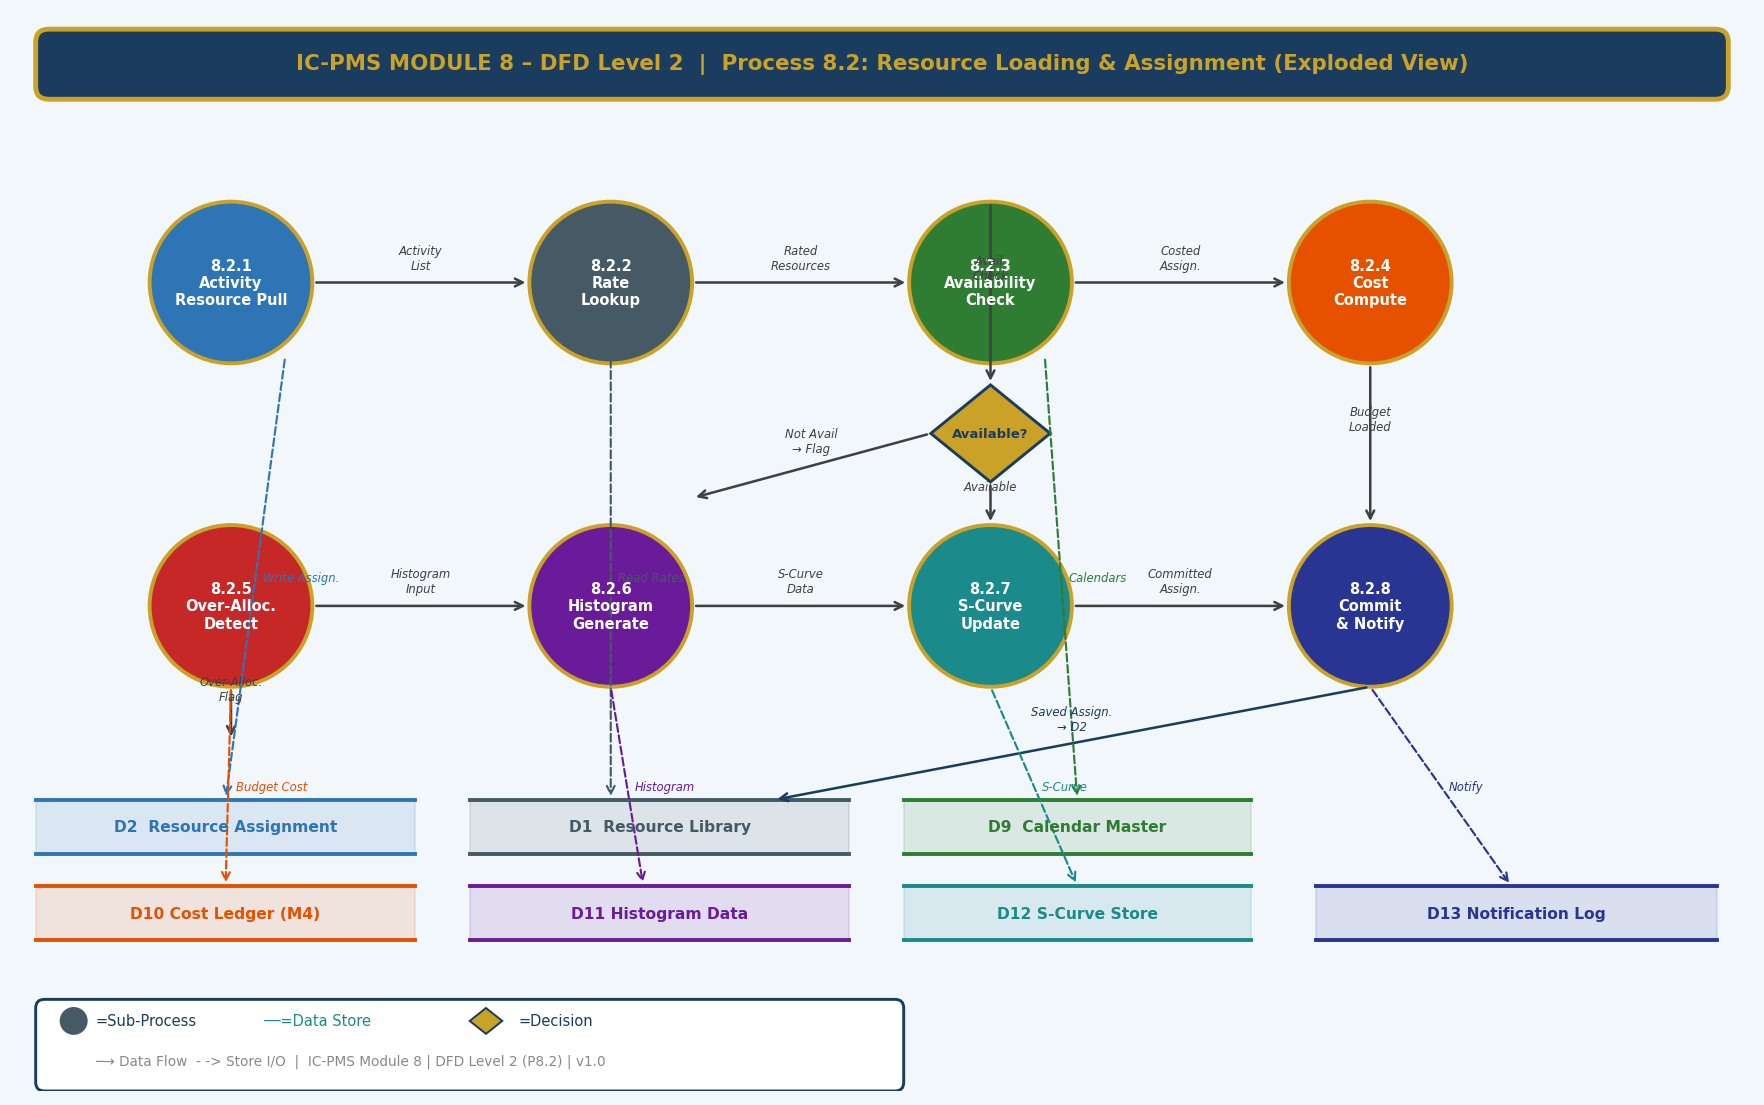 IC-PMS MODULE 8 – DFD Level 2 | Process 8.2: Resource Loading & Assignment (Exploded View)
8.2.1
Activity
Resource Pull
Activity
List
8.2.2
Rate
Lookup
Rated
Resources
8.2.3
Availability
Check
Costed
Assign.
8.2.4
Cost
Compute
Not Avail
→ Flag
Available?
Available
Budget
Loaded
8.2.5
Over-Alloc.
Detect
Write Assign.
Histogram
Input
8.2.6
Histogram
Generate
Read Rates
S-Curve
Data
8.2.7
S-Curve
Update
Calendars
Committed
Assign.
8.2.8
Commit
& Notify
Over-Alloc.
Flag
Saved Assign.
→ D2
Budget Cost
Histogram
S-Curve
Notify
D2 Resource Assignment
D1 Resource Library
D9 Calendar Master
D10 Cost Ledger (M4)
D11 Histogram Data
D12 S-Curve Store
D13 Notification Log
=Sub-Process
—=Data Store
=Decision
—→ Data Flow - -> Store I/O | IC-PMS Module 8 | DFD Level 2 (P8.2) | v1.0